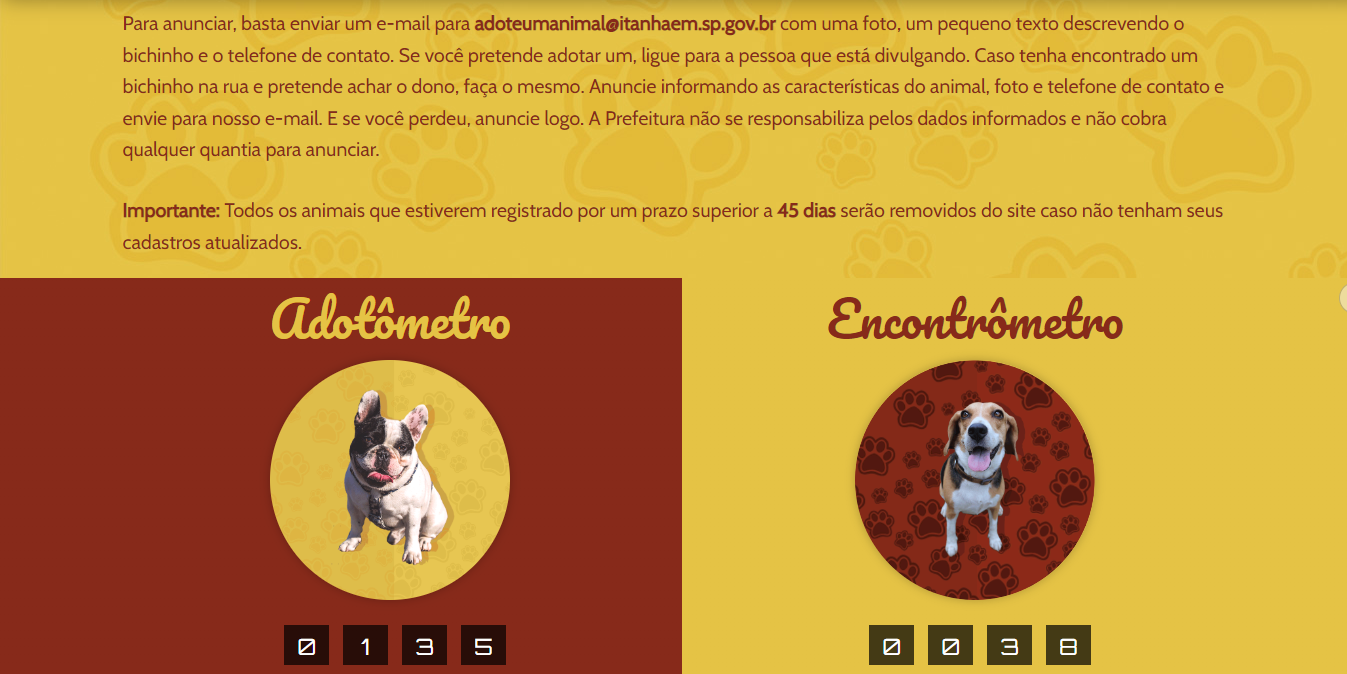 Para anunciar, basta enviar um e-mail para adoteumanimal@itanhaem.sp.gov.br com uma foto, um pequeno texto descrevendo o
bichinho e o telefone de contato. Se você pretende adotar um, ligue para a pessoa que está divulgando. Caso tenha encontrado um
bichinho na rua e pretende achar o dono, faça o mesmo. Anuncie informando as características do animal, foto e telefone de contato e
envie para nosso e-mail. E se você perdeu, anuncie logo. A Prefeitura não se responsabiliza pelos dados informados e não cobra
qualquer quantia para anunciar.
Importante: Todos os animais que estiverem registrado por um prazo superior a 45 dias serão removidos do site caso não tenham seus
cadastros atualizados.
Adotômetro
Encontrômetro
0 1 3 5
0 0 3 8